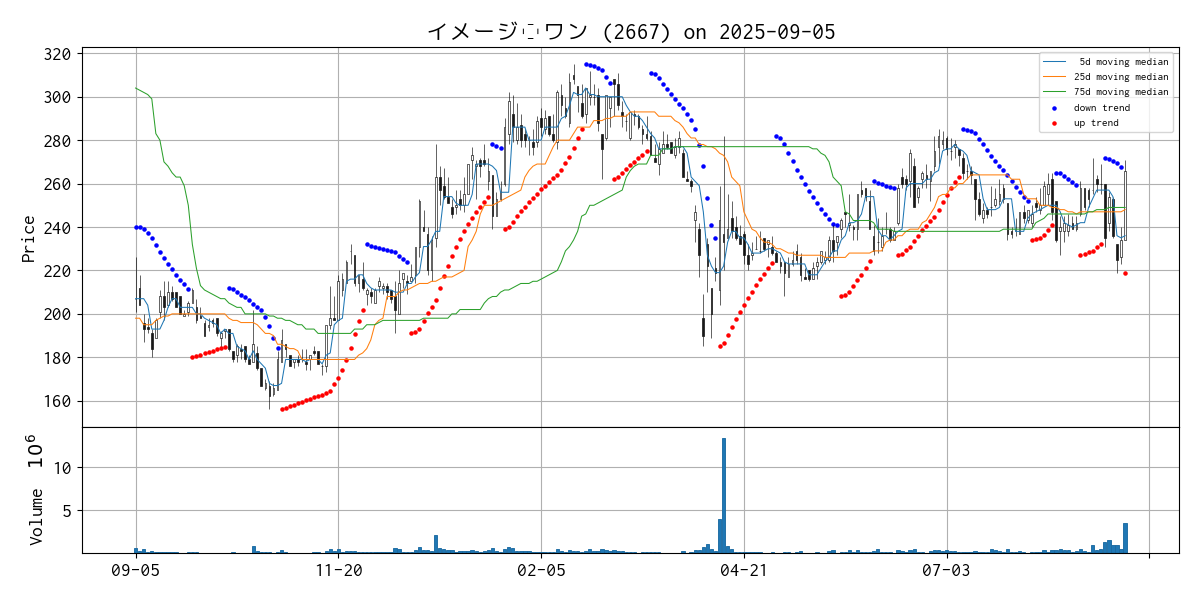 イメージ ワン (2667) on 2025-09-05
320
300
280
260
240
220
200
180
160
Price
5d moving median
25d moving median
75d moving median
down trend
up trend
10
5
Volume 10⁶
09-05
11-20
02-05
04-21
07-03